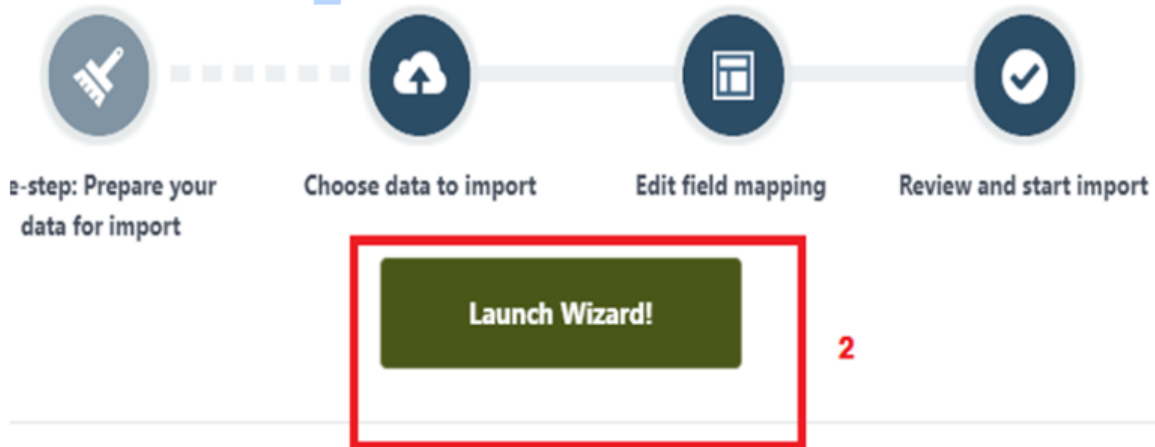 e-step: Prepare your
data for import
Choose data to import
Edit field mapping
Review and start import
Launch Wizard!
2